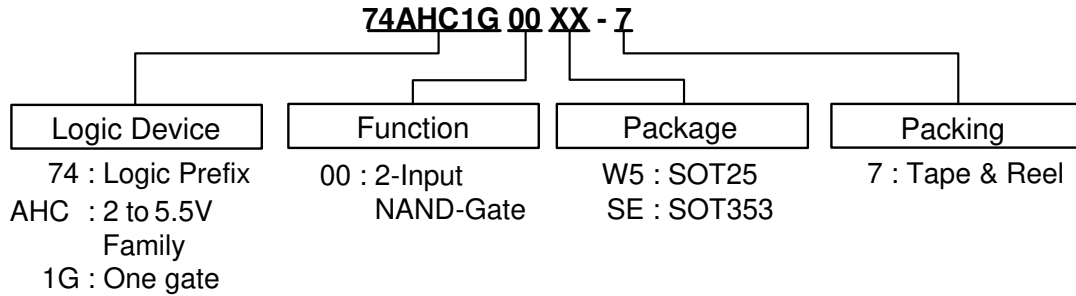 74AHC1G 00 XX - 7
Logic Device
Function
Package
Packing
74 : Logic Prefix
AHC : 2 to 5.5V
Family
1G : One gate
00 : 2-Input
NAND-Gate
W5 : SOT25
SE : SOT353
7 : Tape & Reel